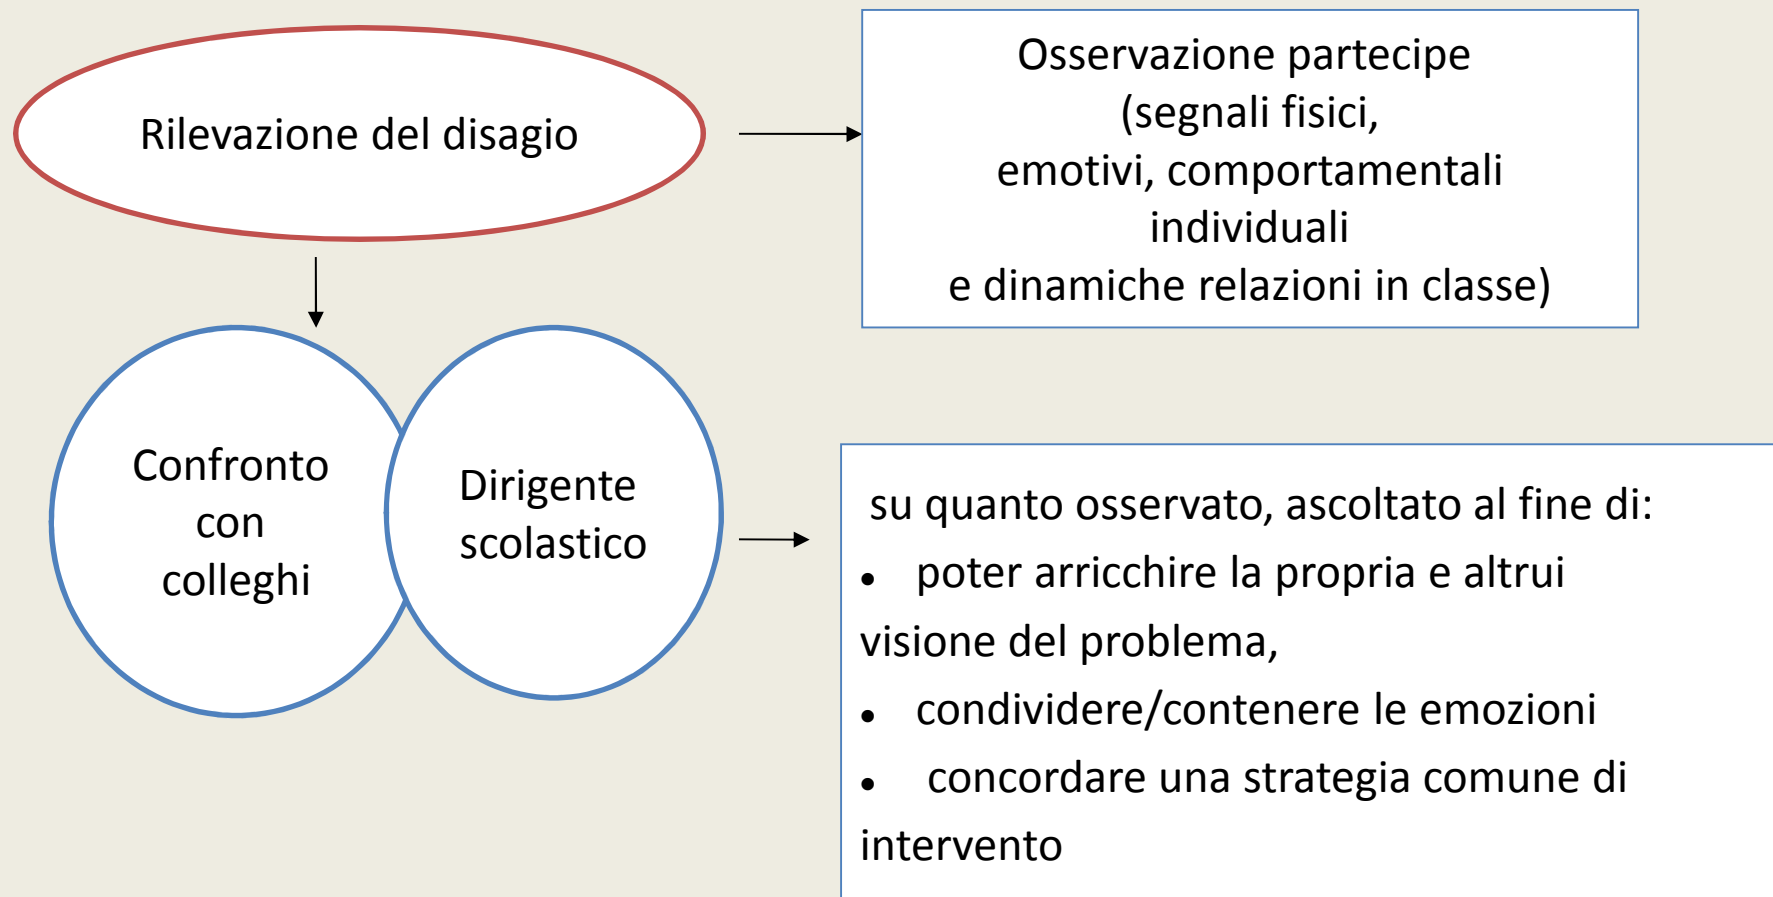 Rilevazione del disagio
Osservazione partecipe
(segnali fisici,
emotivi, comportamentali
individuali
e dinamiche relazioni in classe)
Confronto
con
colleghi
Dirigente
scolastico
su quanto osservato, ascoltato al fine di:
• poter arricchire la propria e altrui
visione del problema,
• condividere/contenere le emozioni
• concordare una strategia comune di
intervento